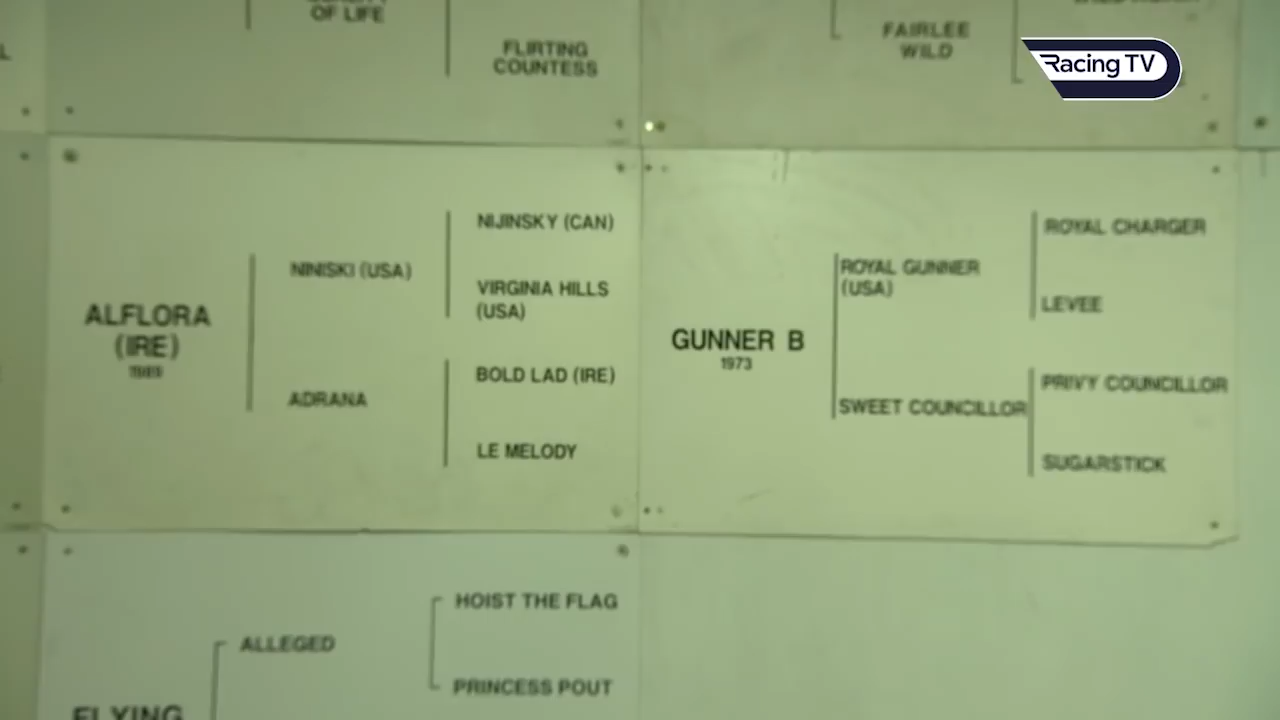 OF LIFE
FLIRTING
COUNTESS
FAIRLEE
WILD
Racing TV
ALFLORA
(IRE)
1989
NINISKI (USA)
ADRANA
NIJINSKY (CAN)
VIRGINIA HILLS
(USA)
BOLD LAD (IRE)
LE MELODY
GUNNER B
1973
ROYAL GUNNER
(USA)
SWEET COUNCILLOR
ROYAL CHARGER
LEVEE
PRIVY COUNCILLOR
SUGARSTICK
FLYING
ALLEGED
HOIST THE FLAG
PRINCESS POUT